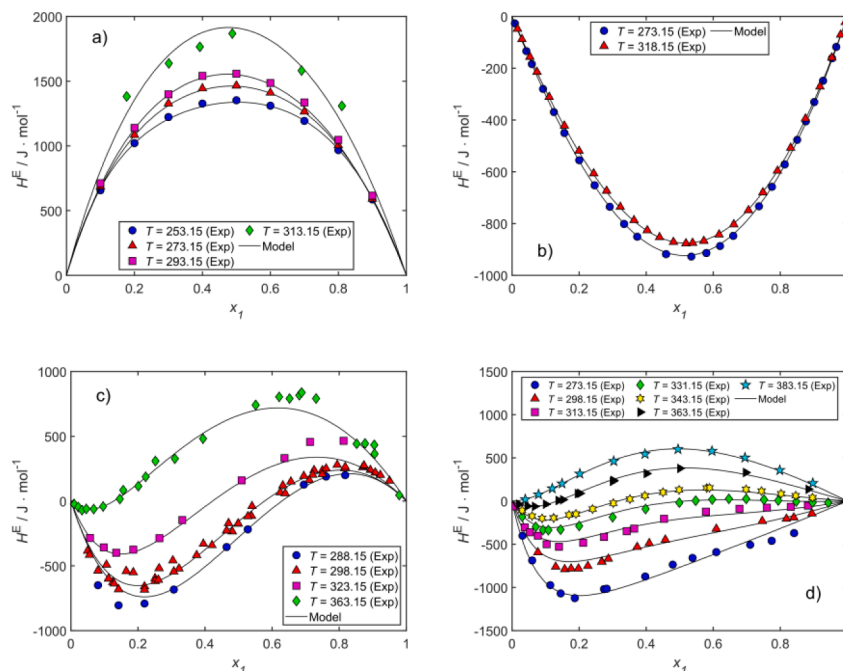 a)
2000
1500
1000
500
0
H^E / J · mol^-1
T = 253.15 (Exp)
T = 273.15 (Exp)
T = 293.15 (Exp)
T = 313.15 (Exp)
Model
0 0.2 0.4 0.6 0.8 1
x_1
b)
0
-200
-400
-600
-800
-1000
H^E / J · mol^-1
T = 273.15 (Exp)
T = 318.15 (Exp)
Model
0 0.2 0.4 0.6 0.8
x_1
c)
1000
500
0
-500
-1000
H^E / J · mol^-1
T = 288.15 (Exp)
T = 298.15 (Exp)
T = 323.15 (Exp)
T = 363.15 (Exp)
Model
0 0.2 0.4 0.6 0.8 1
x_1
d)
1500
1000
500
0
-500
-1000
-1500
H^E / J · mol^-1
T = 273.15 (Exp)
T = 298.15 (Exp)
T = 313.15 (Exp)
T = 331.15 (Exp)
T = 343.15 (Exp)
T = 363.15 (Exp)
T = 383.15 (Exp)
Model
0 0.2 0.4 0.6 0.8
x_1